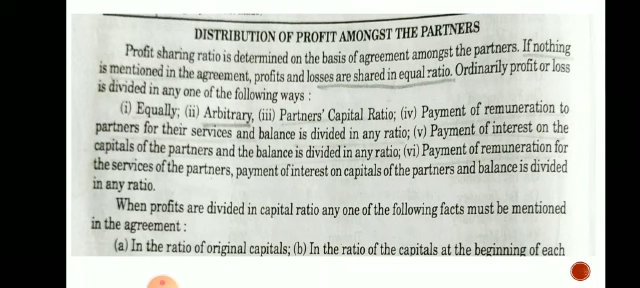 DISTRIBUTION OF PROFIT AMONGST THE PARTNERS
Profit sharing ratio is determined on the basis of agreement amongst the partners. If nothing
is mentioned in the agreement, profits and losses are shared in equal ratio. Ordinarily profit or loss
is divided in any one of the following ways :
(i) Equally; (ii) Arbitrary, (iii) Partners' Capital Ratio; (iv) Payment of remuneration to
partners for their services and balance is divided in any ratio; (v) Payment of interest on the
capitals of the partners and the balance is divided in any ratio; (vi) Payment of remuneration for
the services of the partners, payment of interest on capitals of the partners and balance is divided
in any ratio.
When profits are divided in capital ratio any one of the following facts must be mentioned
in the agreement :
(a) In the ratio of original capitals; (b) In the ratio of the capitals at the beginning of each